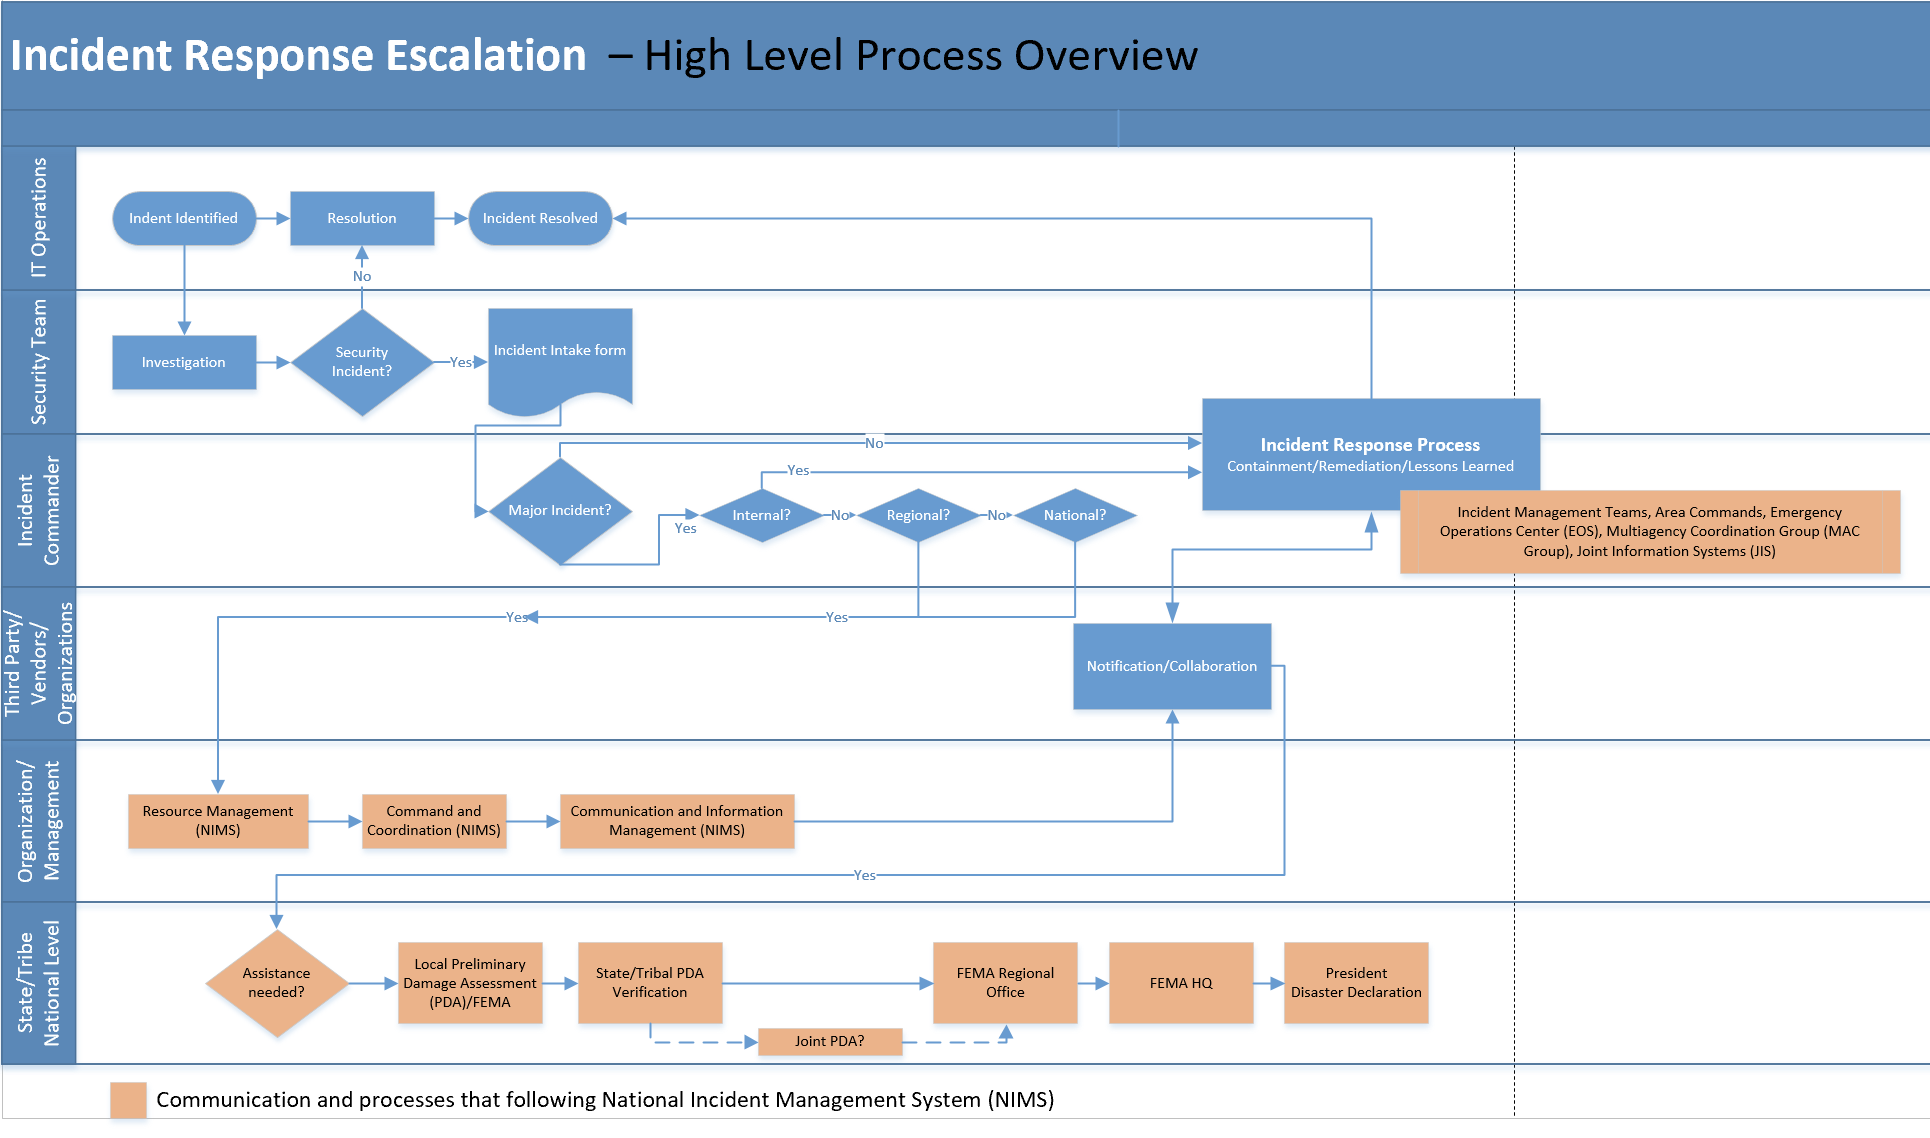 Incident Response Escalation – High Level Process Overview
IT Operations
Indent Identified
Resolution
Incident Resolved
No
Security Team
Investigation
Security
Incident?
Yes
Incident Intake form
Incident
Commander
Major Incident?
No
Yes
Internal?
Yes
No
Regional?
No
National?
Incident Response Process
Containment/Remediation/Lessons Learned
Incident Management Teams, Area Commands, Emergency
Operations Center (EOS), Multiagency Coordination Group (MAC
Group), Joint Information Systems (JIS)
Third Party/
Vendors/
Organizations
Yes
Yes
Notification/Collaboration
Organization/
Management
Resource Management
(NIMS)
Command and
Coordination (NIMS)
Communication and Information
Management (NIMS)
Yes
State/Tribe
National Level
Assistance
needed?
Local Preliminary
Damage Assessment
(PDA)/FEMA
State/Tribal PDA
Verification
Joint PDA?
FEMA Regional
Office
FEMA HQ
President
Disaster Declaration
Communication and processes that following National Incident Management System (NIMS)